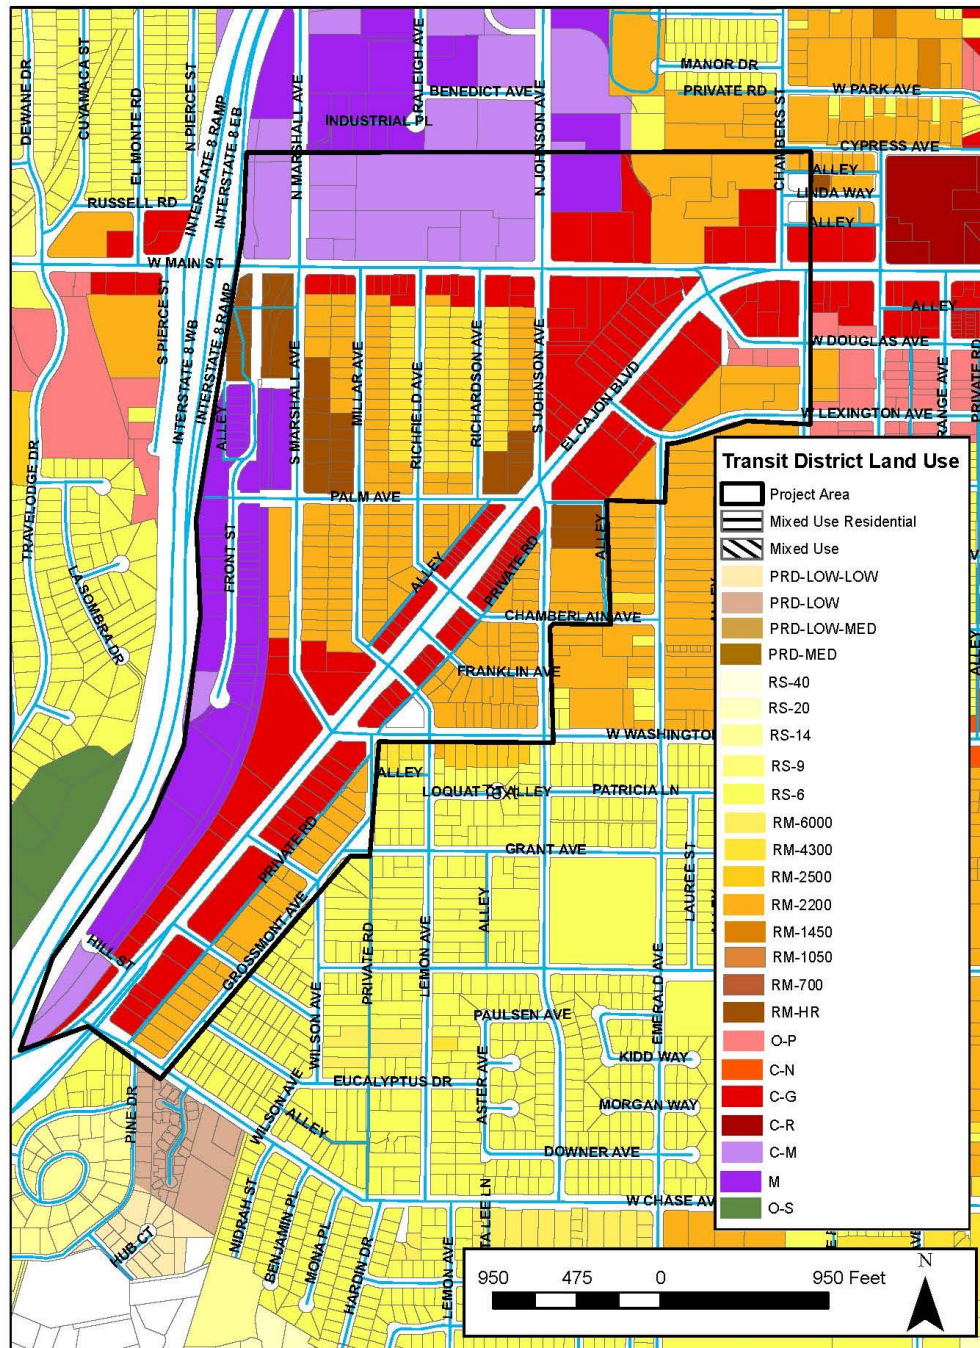 DEWANE DR
CUYAMACA ST
EL MONTE RD
N PIERCE ST
INTERSTATE 8 RAMP
INTERSTATE 8 EB
N MARSHALL AVE
RALEIGH AVE
BENEDICT AVE
INDUSTRIAL PL
N JOHNSON AVE
MANOR DR
PRIVATE RD
W PARK AVE
CHAMBERS ST
CYPRESS AVE
ALLEY
LINDA WAY
ALLEY
RUSSELL RD
W MAIN ST
S PIERCE ST
INTERSTATE 8 WB
INTERSTATE 8 RAMP
ALLEY
S MARSHALL AVE
MILLAR AVE
RICHFIELD AVE
RICHARDSON AVE
S JOHNSON AVE
EL CAJON BLVD
ALLEY
W DOUGLAS AVE
W LEXINGTON AVE
RANGE AVE
PRIVATE RD
TRAVELODGE DR
LA SOMBRA DR
FRONT ST
PALM AVE
ALLEY
PRIVATE RD
ALLEY
CHAMBERLAIN AVE
FRANKLIN AVE
W WASHINGTON
ALLEY
LOQUAT CT
ALLEY
PATRICIA LN
PRIVATE RD
GRANT AVE
ALLEY
LAUREE ST
GROSSMONT AVE
HILL ST
WILSON AVE
PRIVATE RD
LEMON AVE
EMERALD AVE
PAULSEN AVE
KIDD WAY
ASTER AVE
MORGAN WAY
EUCALYPTUS DR
DOWNER AVE
PINE DR
WILSON AVE
ALLEY
W CHASE AV
NIDRAH ST
BENJAMIN PL
MONA PL
HARDIN DR
LEMON AVE
TA LEE LN
HUB CT
Transit District Land Use
Project Area
Mixed Use Residential
Mixed Use
PRD-LOW-LOW
PRD-LOW
PRD-LOW-MED
PRD-MED
RS-40
RS-20
RS-14
RS-9
RS-6
RM-6000
RM-4300
RM-2500
RM-2200
RM-1450
RM-1050
RM-700
RM-HR
O-P
C-N
C-G
C-R
C-M
M
O-S
ALLEY
950 475 0 950 Feet
N